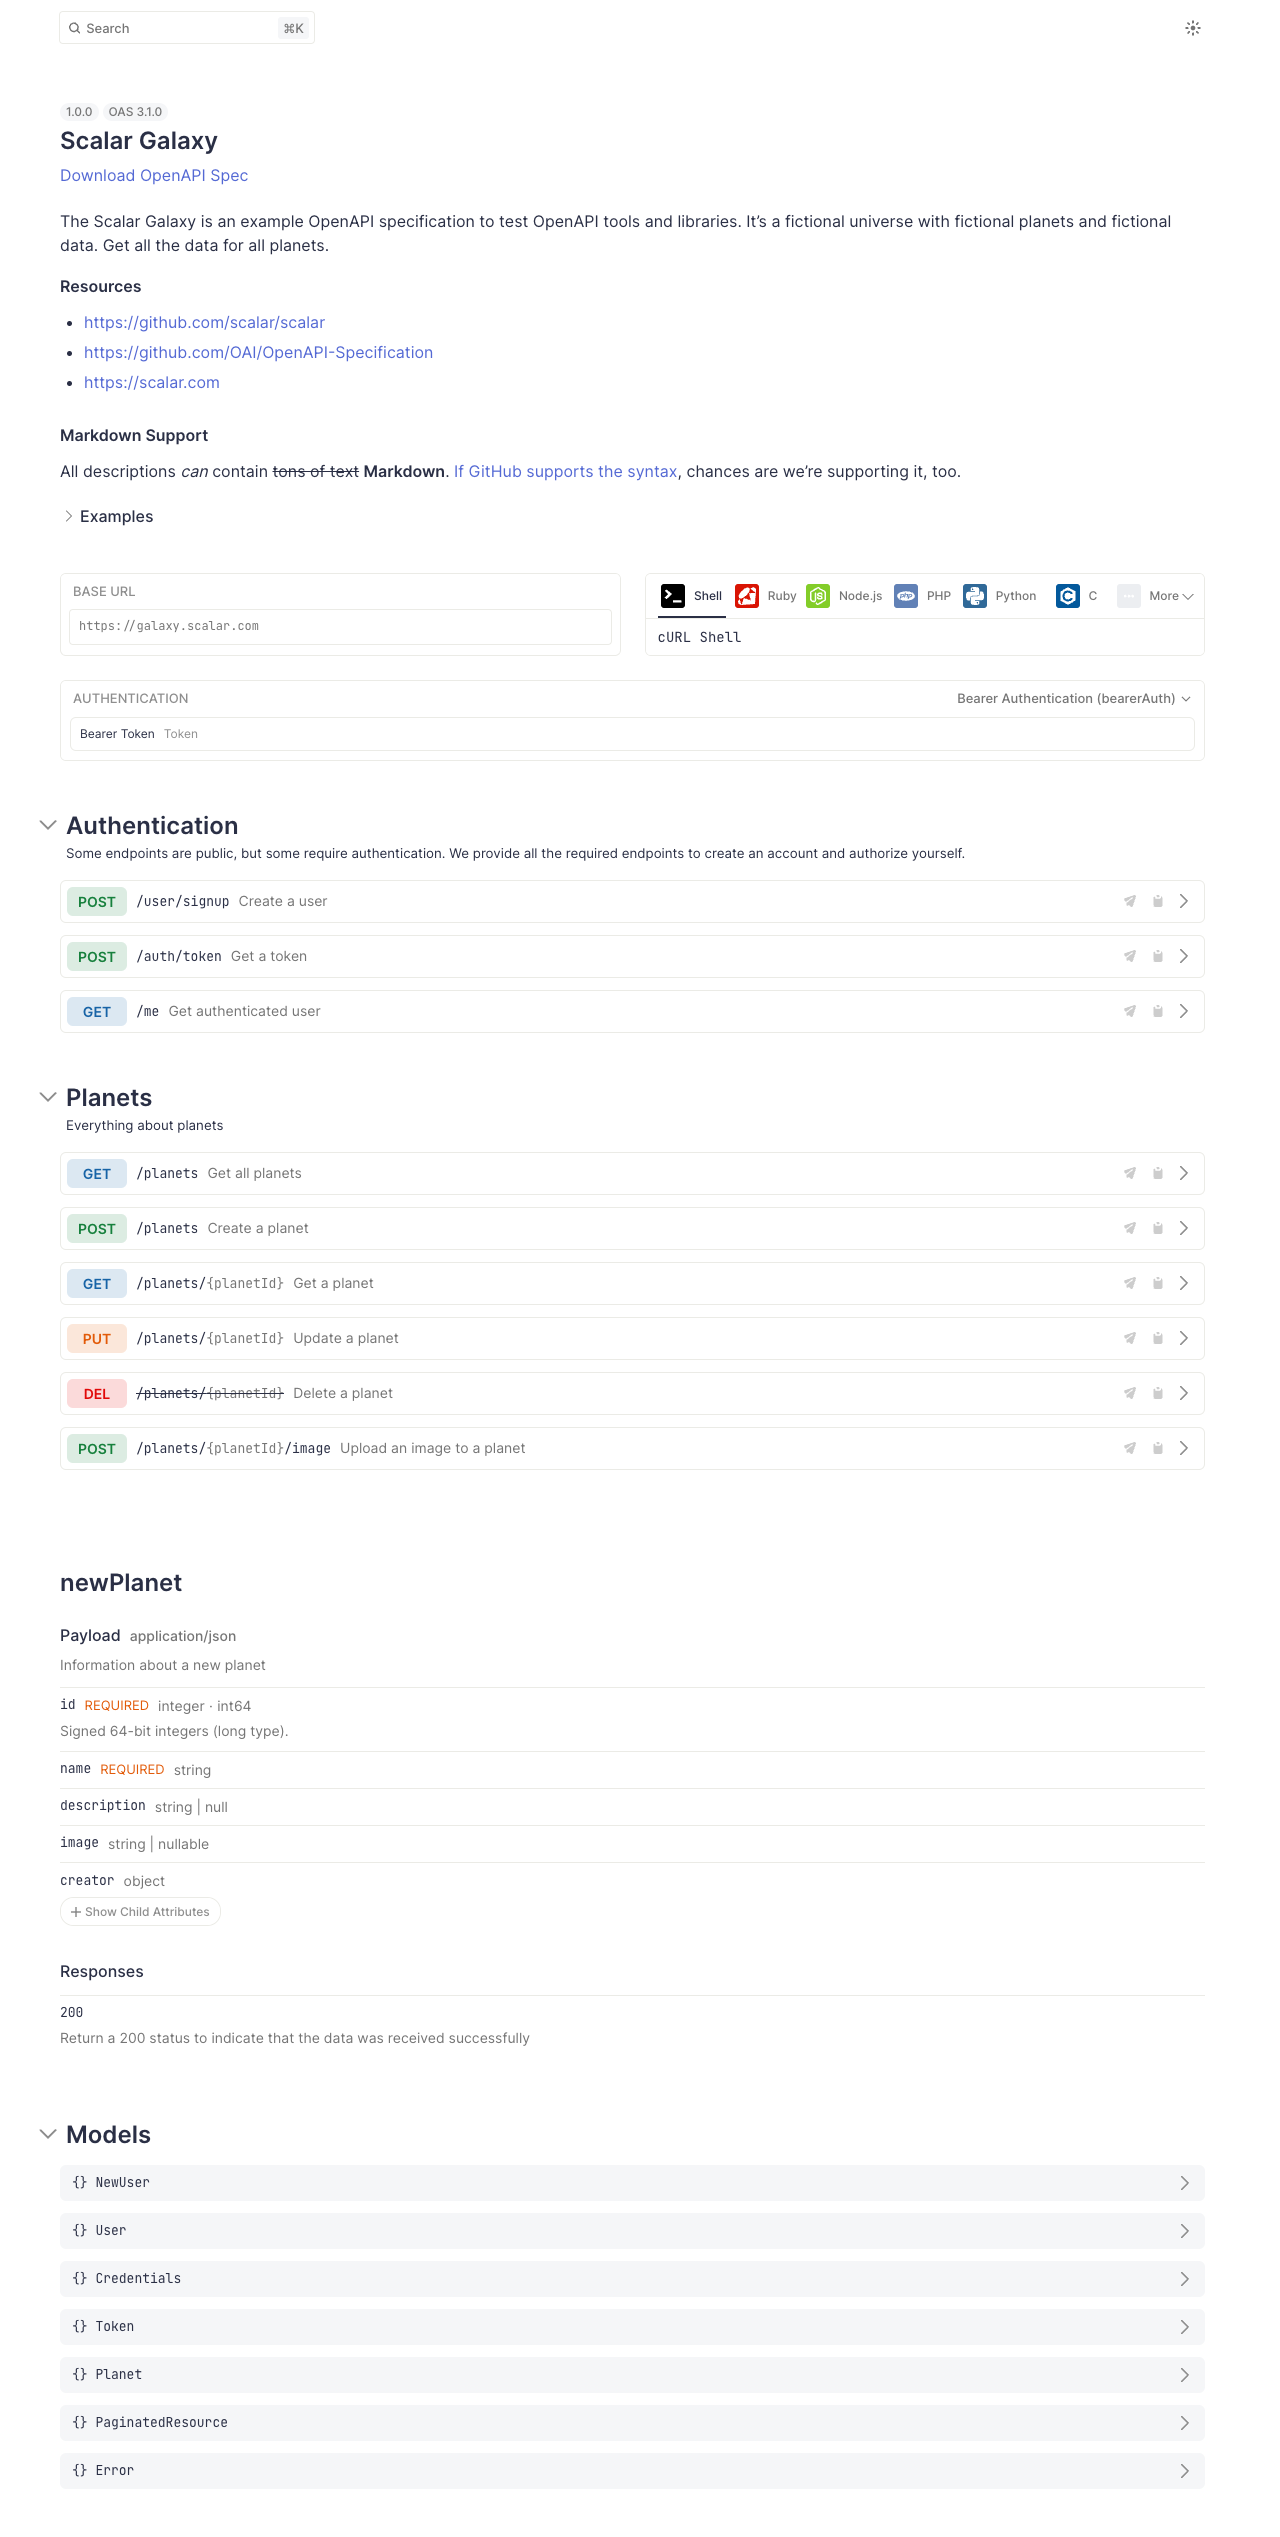 Search ⌘K
1.0.0 OAS 3.1.0
Scalar Galaxy
Download OpenAPI Spec
The Scalar Galaxy is an example OpenAPI specification to test OpenAPI tools and libraries. It’s a fictional universe with fictional planets and fictional
data. Get all the data for all planets.
Resources
• https://github.com/scalar/scalar
• https://github.com/OAI/OpenAPI-Specification
• https://scalar.com
Markdown Support
All descriptions can contain tons of text Markdown. If GitHub supports the syntax, chances are we’re supporting it, too.
Examples
BASE URL
https://galaxy.scalar.com
Shell Ruby Node.js PHP Python C More
cURL Shell
AUTHENTICATION Bearer Authentication (bearerAuth)
Bearer Token Token
Authentication
Some endpoints are public, but some require authentication. We provide all the required endpoints to create an account and authorize yourself.
POST /user/signup Create a user
POST /auth/token Get a token
GET /me Get authenticated user
Planets
Everything about planets
GET /planets Get all planets
POST /planets Create a planet
GET /planets/{planetId} Get a planet
PUT /planets/{planetId} Update a planet
DEL /planets/{planetId} Delete a planet
POST /planets/{planetId}/image Upload an image to a planet
newPlanet
Payload application/json
Information about a new planet
id REQUIRED integer · int64
Signed 64-bit integers (long type).
name REQUIRED string
description string | null
image string | nullable
creator object
+ Show Child Attributes
Responses
200
Return a 200 status to indicate that the data was received successfully
Models
{} NewUser
{} User
{} Credentials
{} Token
{} Planet
{} PaginatedResource
{} Error